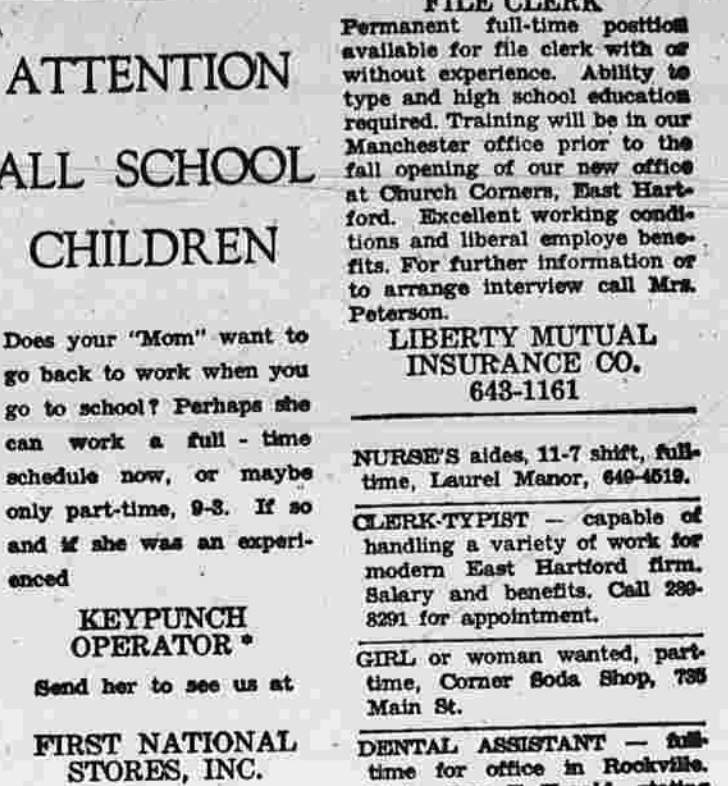 ATTENTION
ALL SCHOOL
CHILDREN
Does your "Mom" want to
go back to work when you
go to school? Perhaps she
can work a full - time
schedule now, or maybe
only part-time, 9-3. If so
and if she was an experi-
enced
KEYPUNCH
OPERATOR *
Send her to see us at
FIRST NATIONAL
STORES, INC.
FILE CLERK
Permanent full-time position
available for file clerk with or
without experience. Ability to
type and high school education
required. Training will be in our
Manchester office prior to the
fall opening of our new office
at Church Corners, East Hart-
ford. Excellent working condi-
tions and liberal employe bene-
fits. For further information or
to arrange interview call Mrs.
Peterson.
LIBERTY MUTUAL
INSURANCE CO.
643-1161
NURSE'S aides, 11-7 shift, full-
time, Laurel Manor, 649-4519.
CLERK-TYPIST — capable of
handling a variety of work for
modern East Hartford firm.
Salary and benefits. Call 289-
8291 for appointment.
GIRL or woman wanted, part-
time, Corner Soda Shop, 735
Main St.
DENTAL ASSISTANT — full-
time for office in Rockville.